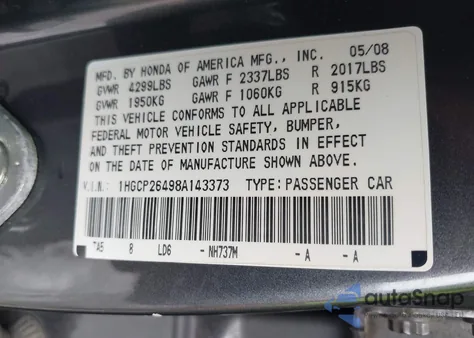 MFD. BY HONDA OF AMERICA MFG., INC. 05/08
GVWR 4299LBS GAWR F 2337LBS R 2017LBS
GVWR 1950KG GAWR F 1060KG R 915KG
THIS VEHICLE CONFORMS TO ALL APPLICABLE
FEDERAL MOTOR VEHICLE SAFETY, BUMPER,
AND THEFT PREVENTION STANDARDS IN EFFECT
ON THE DATE OF MANUFACTURE SHOWN ABOVE.
V.I.N.: 1HGCP26498A143373 TYPE:PASSENGER CAR
TA5 8 LD6 -NH737M -A -A
autoSnap